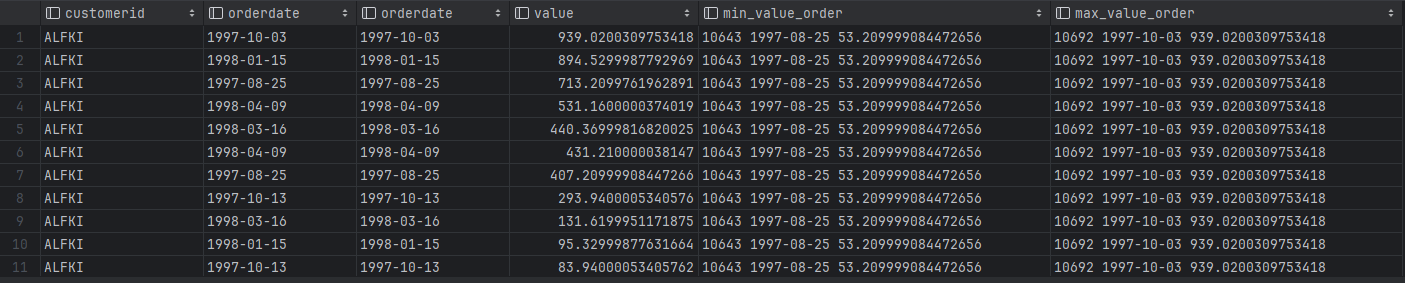 customerid orderdate orderdate value min_value_order max_value_order
1 ALFKI 1997-10-03 1997-10-03 939.0200309753418 10643 1997-08-25 53.209999084472656 10692 1997-10-03 939.0200309753418
2 ALFKI 1998-01-15 1998-01-15 894.5299987792969 10643 1997-08-25 53.209999084472656 10692 1997-10-03 939.0200309753418
3 ALFKI 1997-08-25 1997-08-25 713.2099761962891 10643 1997-08-25 53.209999084472656 10692 1997-10-03 939.0200309753418
4 ALFKI 1998-04-09 1998-04-09 531.1600000374019 10643 1997-08-25 53.209999084472656 10692 1997-10-03 939.0200309753418
5 ALFKI 1998-03-16 1998-03-16 440.36999816820025 10643 1997-08-25 53.209999084472656 10692 1997-10-03 939.0200309753418
6 ALFKI 1998-04-09 1998-04-09 431.210000038147 10643 1997-08-25 53.209999084472656 10692 1997-10-03 939.0200309753418
7 ALFKI 1997-08-25 1997-08-25 407.20999908447266 10643 1997-08-25 53.209999084472656 10692 1997-10-03 939.0200309753418
8 ALFKI 1997-10-13 1997-10-13 293.9400005340576 10643 1997-08-25 53.209999084472656 10692 1997-10-03 939.0200309753418
9 ALFKI 1998-03-16 1998-03-16 131.6199951171875 10643 1997-08-25 53.209999084472656 10692 1997-10-03 939.0200309753418
10 ALFKI 1998-01-15 1998-01-15 95.32999877631664 10643 1997-08-25 53.209999084472656 10692 1997-10-03 939.0200309753418
11 ALFKI 1997-10-13 1997-10-13 83.94000053405762 10643 1997-08-25 53.209999084472656 10692 1997-10-03 939.0200309753418